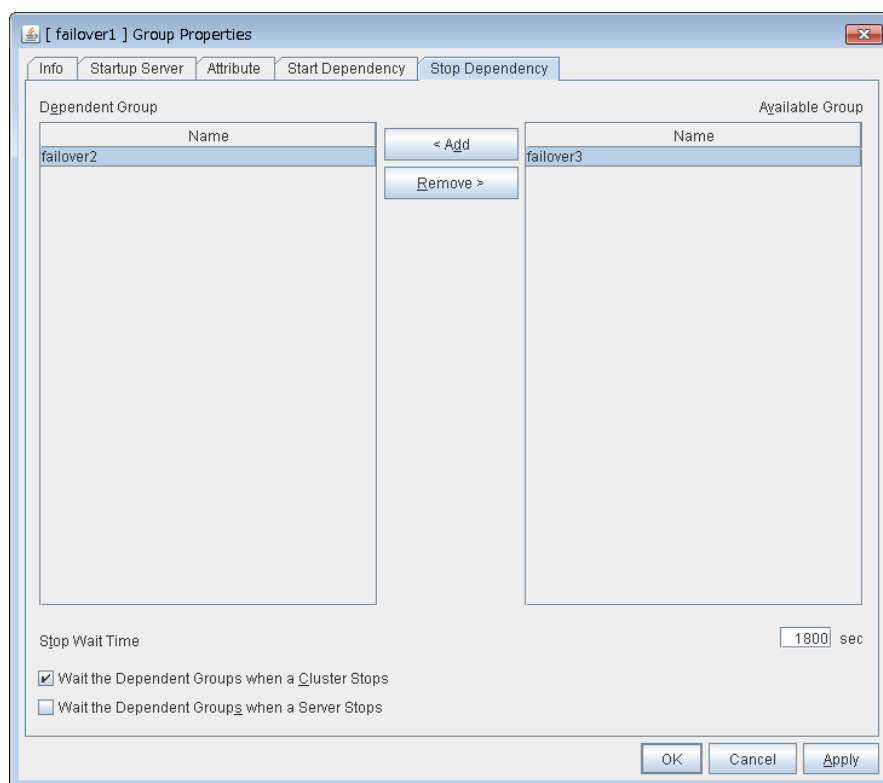 [ failover1 ] Group Properties
Info Startup Server Attribute Start Dependency Stop Dependency
Dependent Group Available Group
Name < Add Name
failover2 failover3
Remove >
Stop Wait Time 1800 sec
Wait the Dependent Groups when a Cluster Stops
Wait the Dependent Groups when a Server Stops
OK Cancel Apply